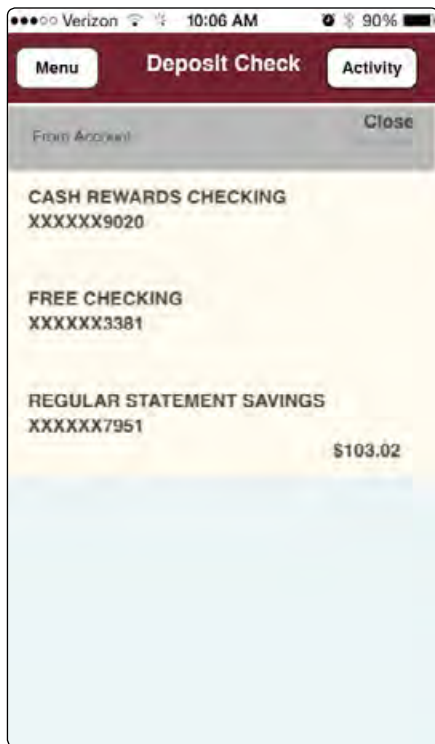 ●●●○○ Verizon 10:06 AM 90%
Menu Deposit Check Activity
From Account Close
CASH REWARDS CHECKING
XXXXXX9020
FREE CHECKING
XXXXXX3381
REGULAR STATEMENT SAVINGS
XXXXXX7951
$103.02